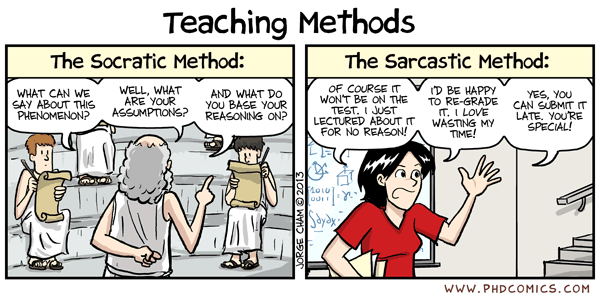 Teaching Methods
The Socratic Method:
WHAT CAN WE
SAY ABOUT THIS
PHENOMENON?
WELL, WHAT
ARE YOUR
ASSUMPTIONS?
AND WHAT DO
YOU BASE YOUR
REASONING ON?
JORGE CHAM © 2013
The Sarcastic Method:
OF COURSE IT
WON'T BE ON THE
TEST. I JUST
LECTURED ABOUT IT
FOR NO REASON!
I'D BE HAPPY
TO RE-GRADE
IT. I LOVE
WASTING MY
TIME!
YES, YOU
CAN SUBMIT IT
LATE. YOU'RE
SPECIAL!
WWW.PHDCOMICS.COM